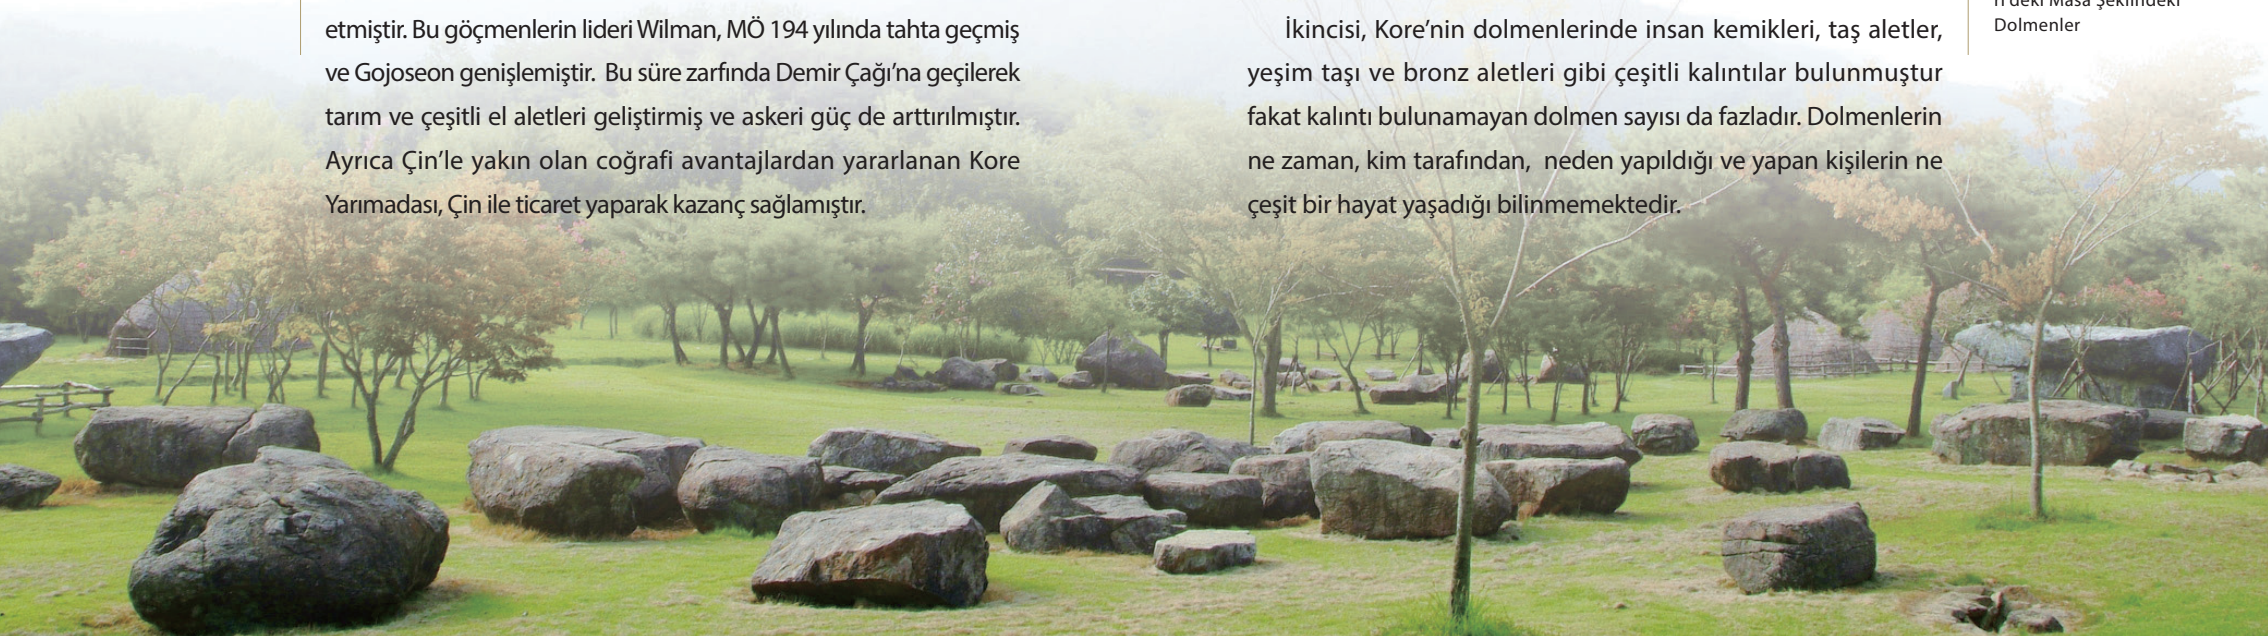 etmiştir. Bu göçmenlerin lideri Wilman, MÖ 194 yılında tahta geçmiş
ve Gojoseon genişlemiştir. Bu süre zarfında Demir Çağı’na geçilerek
tarım ve çeşitli el aletleri geliştirmiş ve askeri güç de arttırılmıştır.
Ayrıca Çin’le yakın olan coğrafi avantajlardan yararlanan Kore
Yarımadası, Çin ile ticaret yaparak kazanç sağlamıştır.
İkincisi, Kore’nin dolmenlerinde insan kemikleri, taş aletler,
yeşim taşı ve bronz aletleri gibi çeşitli kalıntılar bulunmuştur
fakat kalıntı bulunamayan dolmen sayısı da fazladır. Dolmenlerin
ne zaman, kim tarafından, neden yapıldığı ve yapan kişilerin ne
çeşit bir hayat yaşadığı bilinmemektedir.
ri’deki Masa Şeklindeki
Dolmenler